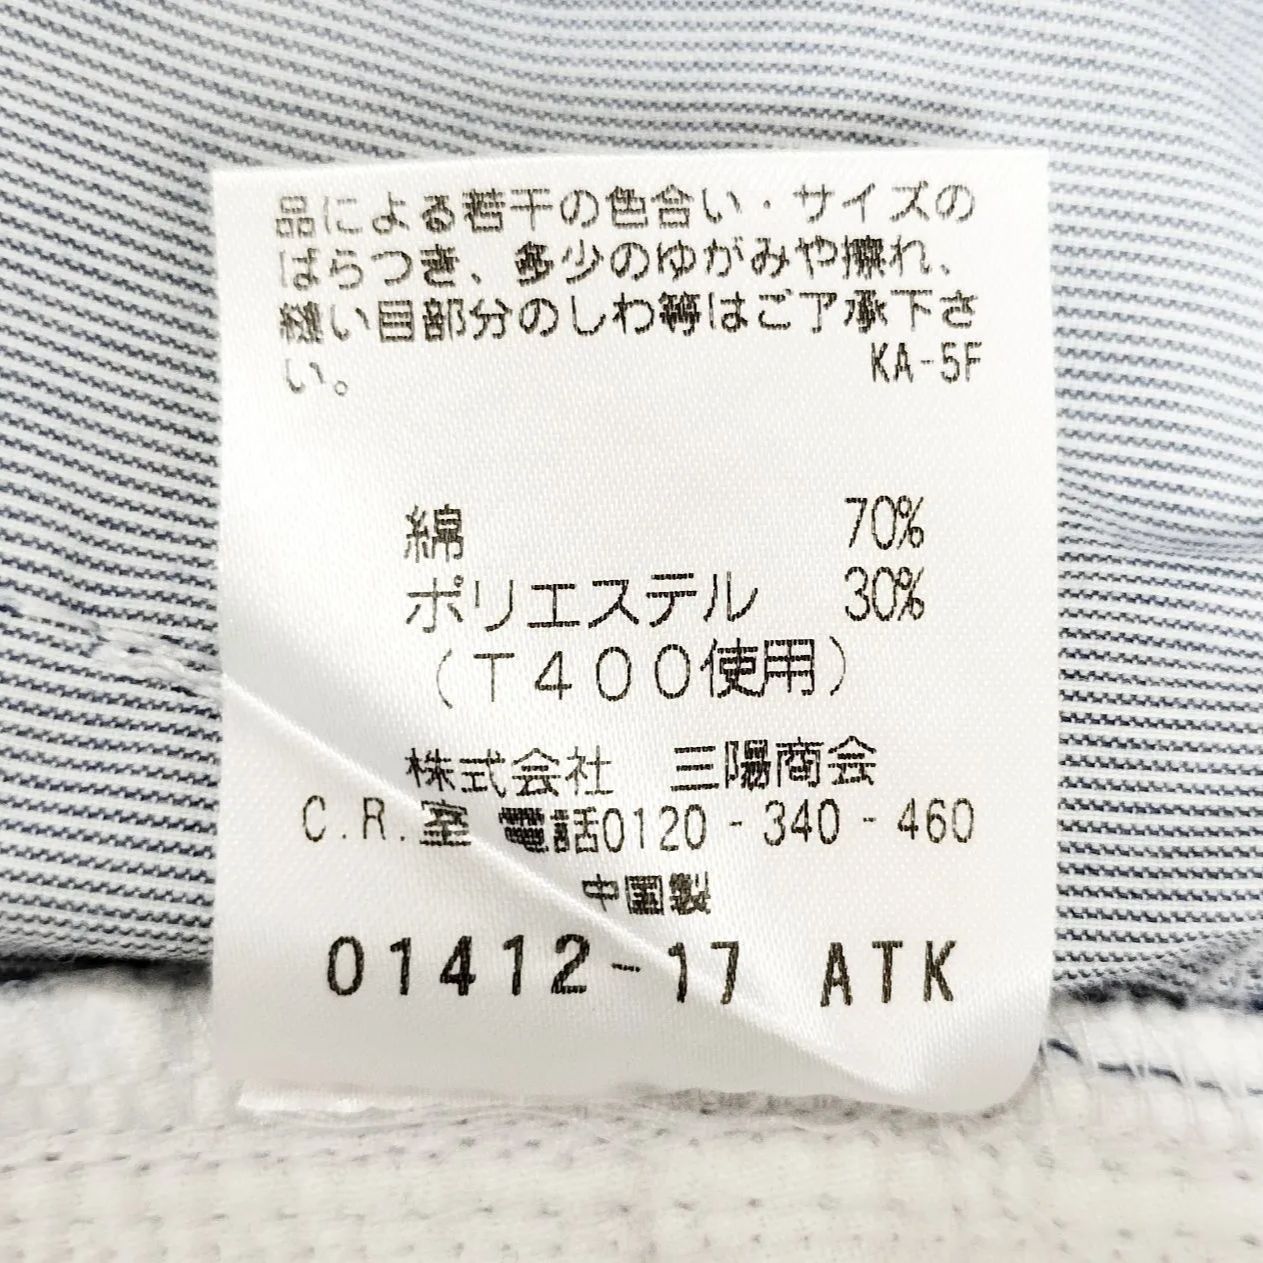 品による若干の色合い・サイズの
ばらつき、多少のゆがみや擦れ、
縫い目部分のしわ等はご了承下さ
い。
KA-5F
綿 70%
ポリエステル 30%
(T400使用)
株式会社 三陽商会
C.R.室 電話0120-340-460
中国製
01412-17 ATK